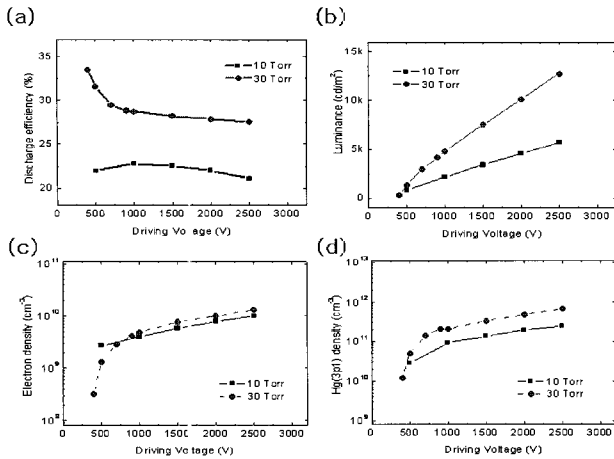 (a)
35
30
25
20
Discharge efficiency (%)
10 Torr
30 Torr
0 500 1000 1500 2000 2500 3000
Driving Vo tage (V)
(b)
15k
10k
5k
0
Luminance (cd/m²)
10 Torr
30 Torr
0 500 1000 1500 2000 2500 3000
Driving Voltage (V)
(c)
10¹¹
10¹⁰
10⁹
10⁸
Electron density (cm⁻³)
10 Torr
30 Torr
0 500 1000 1500 2000 2500 3000
Driving Vo tage (V)
(d)
10¹³
10¹²
10¹¹
10¹⁰
10⁹
Hg(3p1) density (cm⁻³)
10 Torr
30 Torr
0 500 1000 1500 2000 2500 3000
Driving Voltage (V)